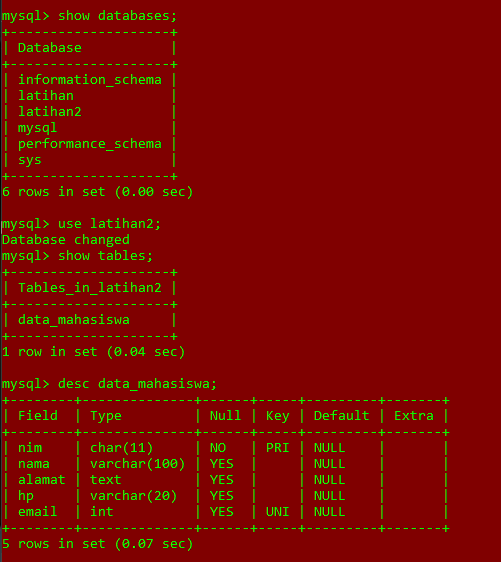 mysql> show databases;
+--------------------+
| Database           |
+--------------------+
| information_schema |
| latihan            |
| latihan2           |
| mysql              |
| performance_schema |
| sys                |
+--------------------+
6 rows in set (0.00 sec)

mysql> use latihan2;
Database changed
mysql> show tables;
+--------------------+
| Tables_in_latihan2 |
+--------------------+
| data_mahasiswa     |
+--------------------+
1 row in set (0.04 sec)

mysql> desc data_mahasiswa;
+--------+--------------+------+-----+---------+-------+
| Field  | Type         | Null | Key | Default | Extra |
+--------+--------------+------+-----+---------+-------+
| nim    | char(11)     | NO   | PRI | NULL    |       |
| nama   | varchar(100) | YES  |     | NULL    |       |
| alamat | text         | YES  |     | NULL    |       |
| hp     | varchar(20)  | YES  |     | NULL    |       |
| email  | int          | YES  | UNI | NULL    |       |
+--------+--------------+------+-----+---------+-------+
5 rows in set (0.07 sec)